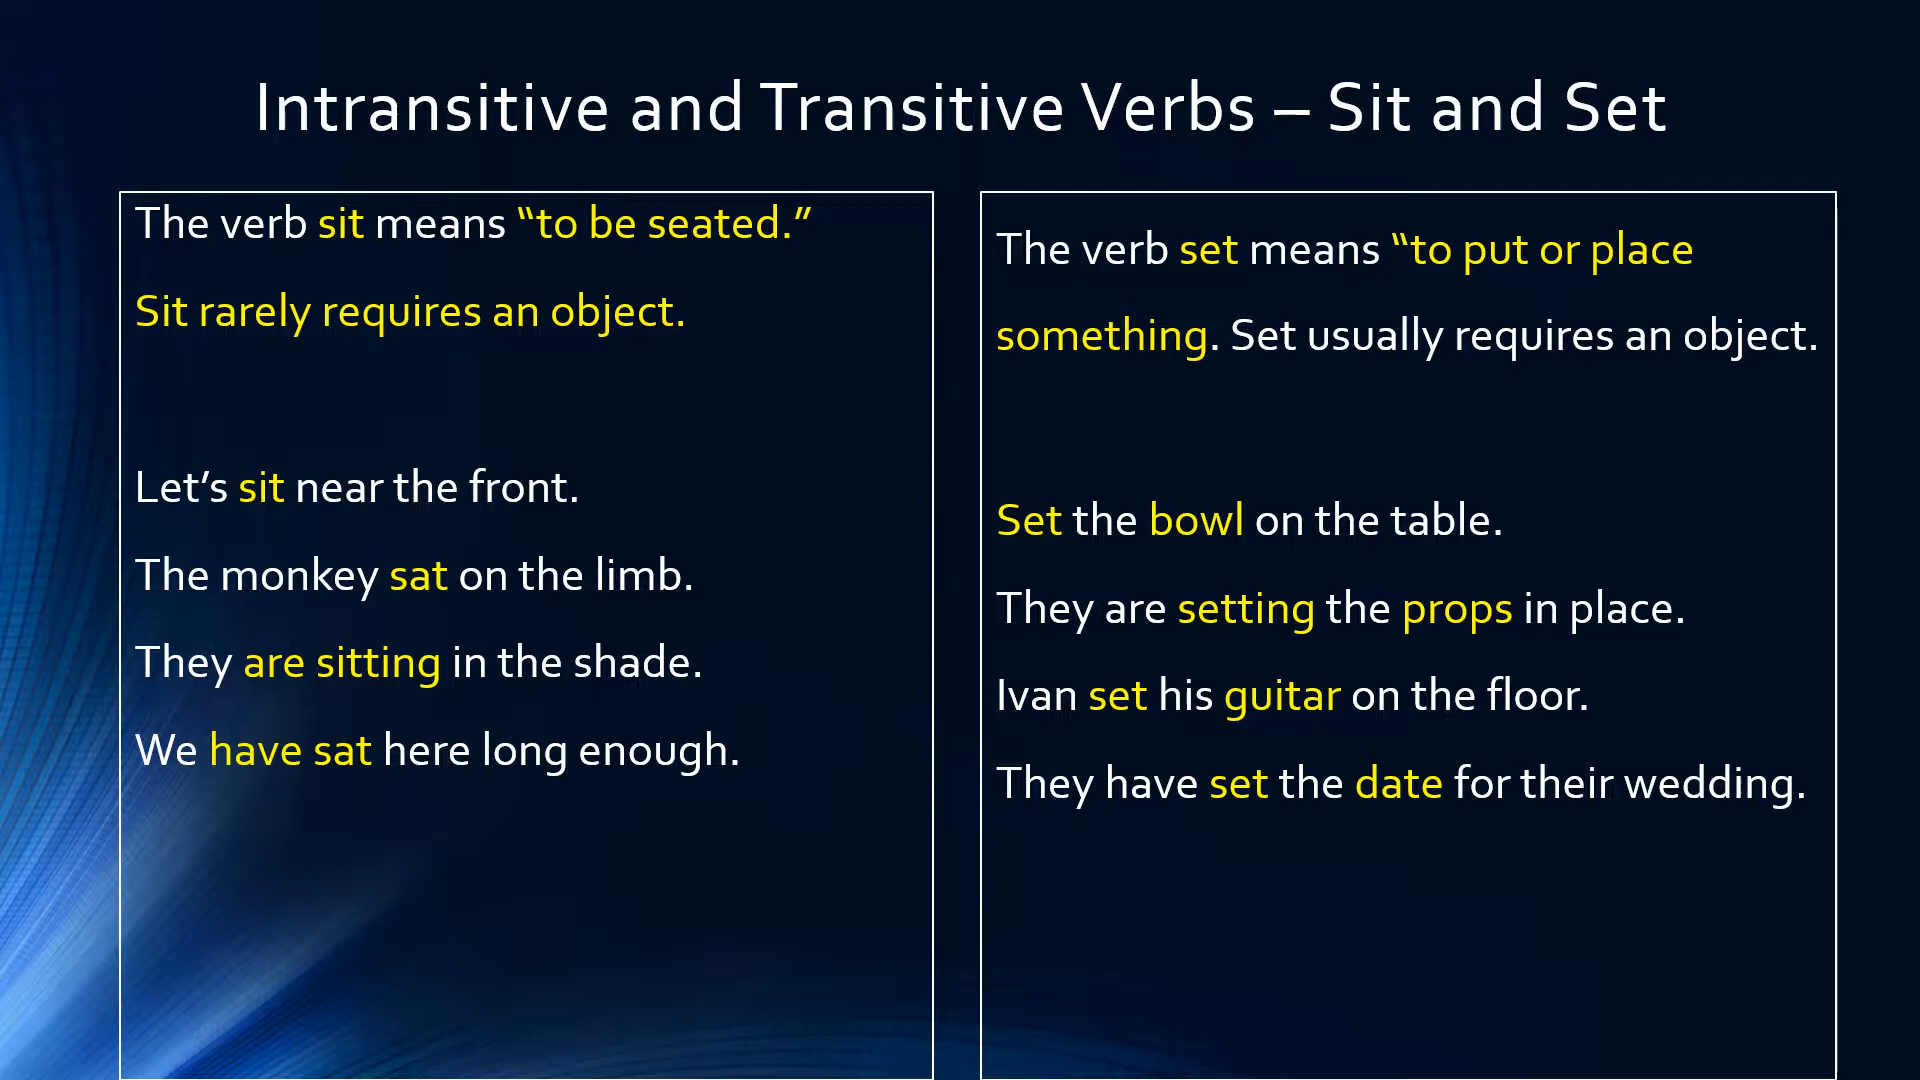 Intransitive and Transitive Verbs – Sit and Set
The verb sit means “to be seated.”
Sit rarely requires an object.
Let’s sit near the front.
The monkey sat on the limb.
They are sitting in the shade.
We have sat here long enough.
The verb set means “to put or place
something. Set usually requires an object.
Set the bowl on the table.
They are setting the props in place.
Ivan set his guitar on the floor.
They have set the date for their wedding.